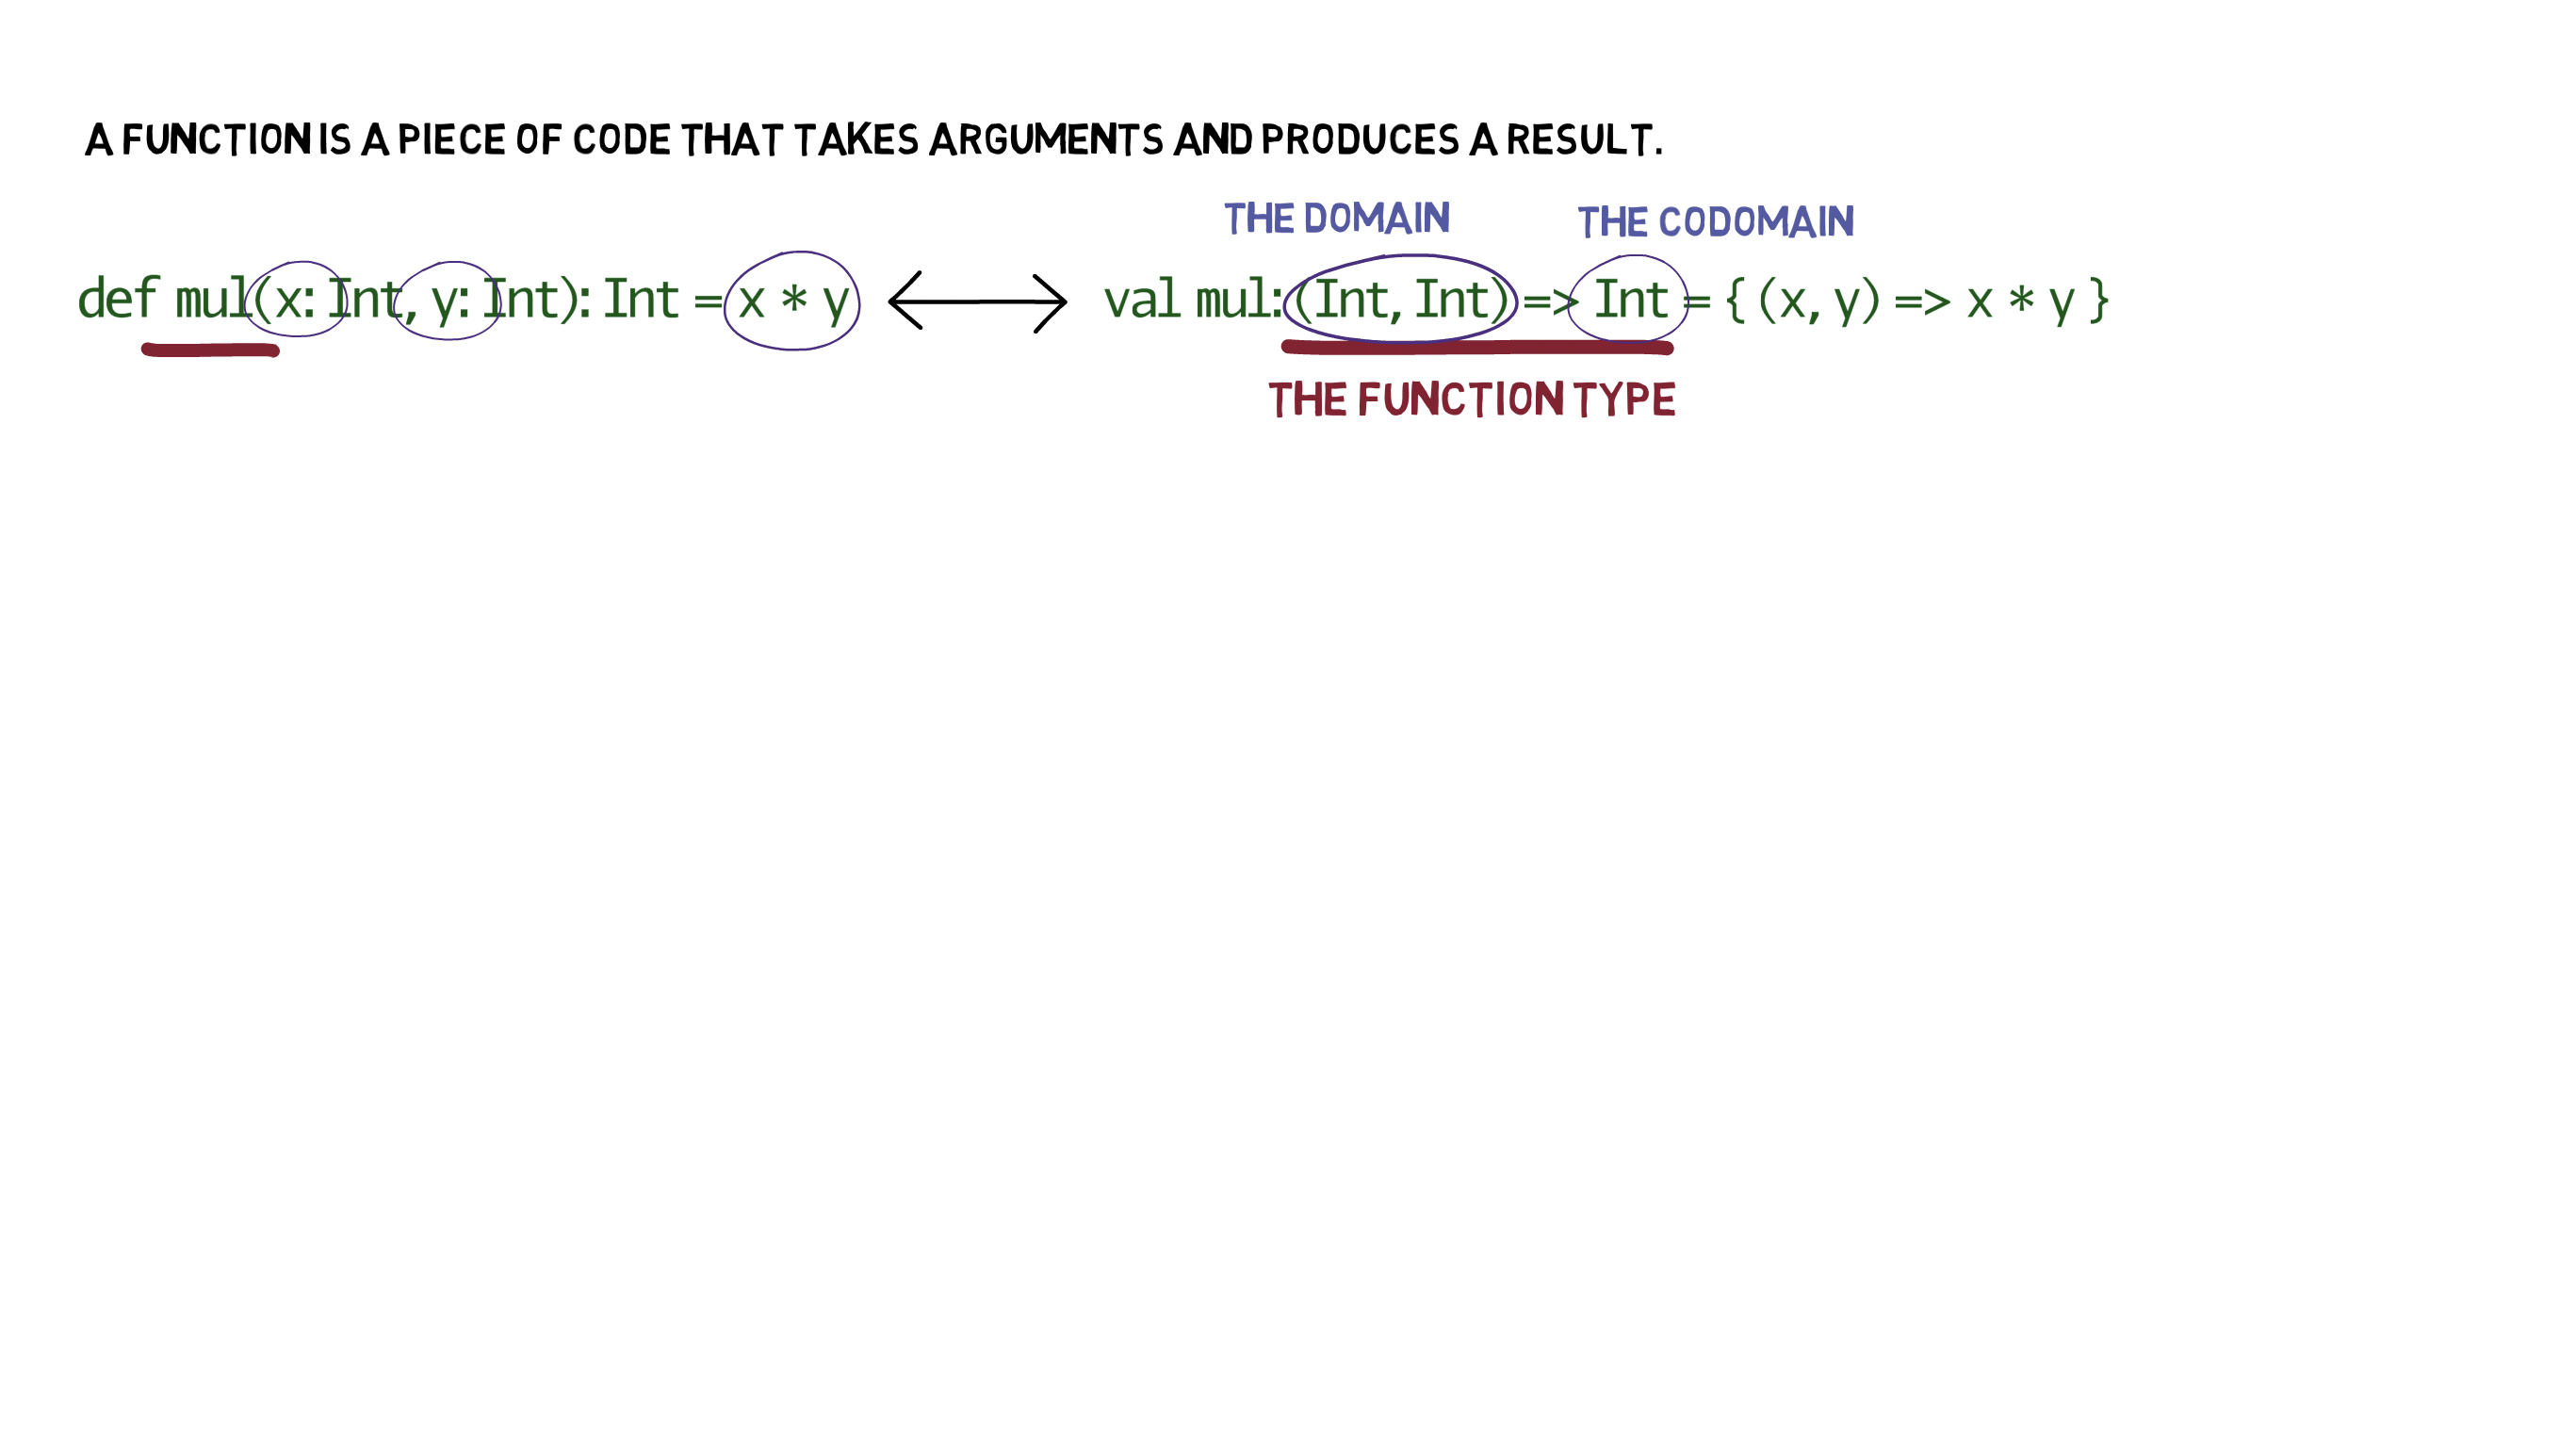 A FUNCTION IS A PIECE OF CODE THAT TAKES ARGUMENTS AND PRODUCES A RESULT.
THE DOMAIN THE CODOMAIN
def mul(x: Int, y: Int): Int = x * y val mul: (Int, Int) => Int = { (x, y) => x * y }
THE FUNCTION TYPE